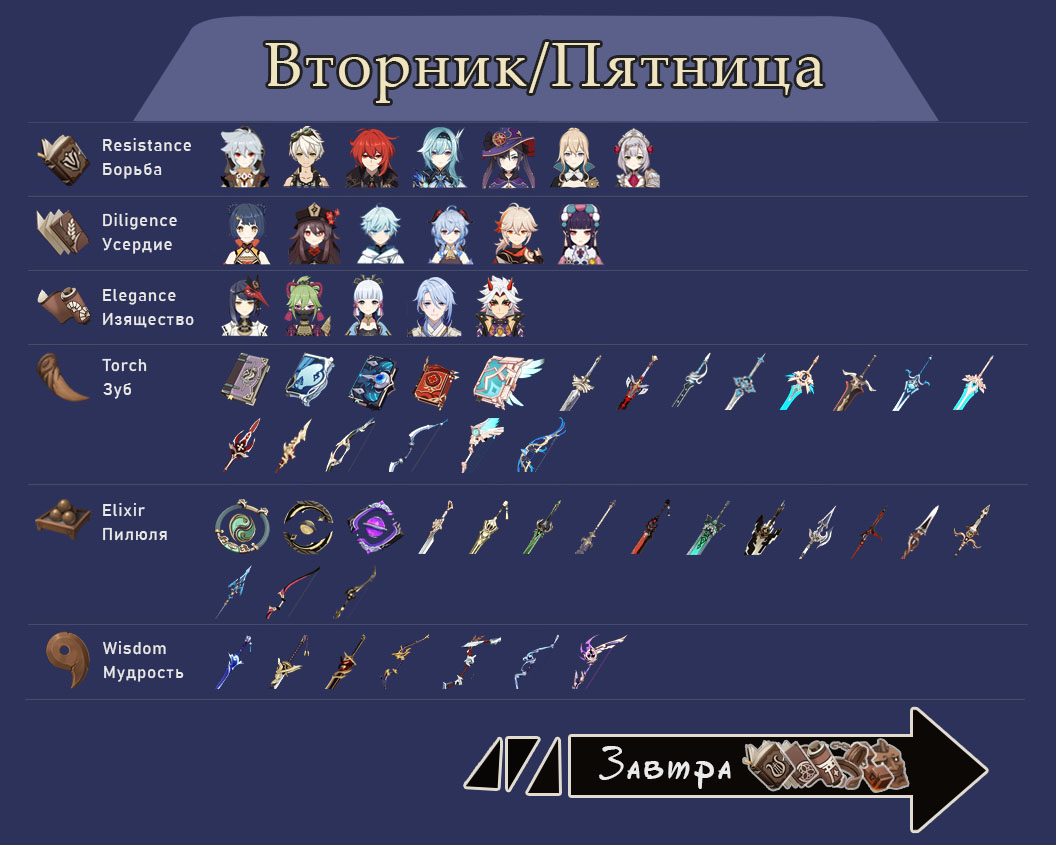 Вторник/Пятница
Resistance
Борьба
Diligence
Усердие
Elegance
Изящество
Torch
Зуб
Elixir
Пилюля
Wisdom
Мудрость
Завтра